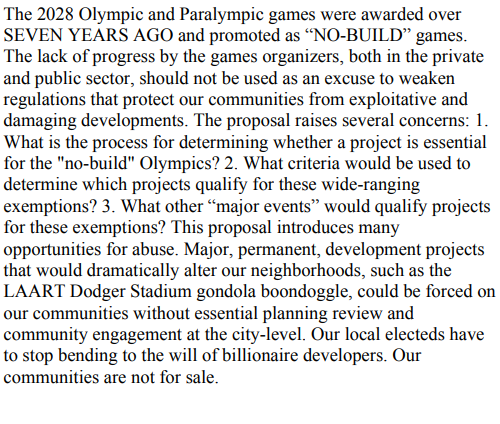 The 2028 Olympic and Paralympic games were awarded over
SEVEN YEARS AGO and promoted as “NO-BUILD” games.
The lack of progress by the games organizers, both in the private
and public sector, should not be used as an excuse to weaken
regulations that protect our communities from exploitative and
damaging developments. The proposal raises several concerns: 1.
What is the process for determining whether a project is essential
for the "no-build" Olympics? 2. What criteria would be used to
determine which projects qualify for these wide-ranging
exemptions? 3. What other “major events” would qualify projects
for these exemptions? This proposal introduces many
opportunities for abuse. Major, permanent, development projects
that would dramatically alter our neighborhoods, such as the
LAART Dodger Stadium gondola boondoggle, could be forced on
our communities without essential planning review and
community engagement at the city-level. Our local electeds have
to stop bending to the will of billionaire developers. Our
communities are not for sale.